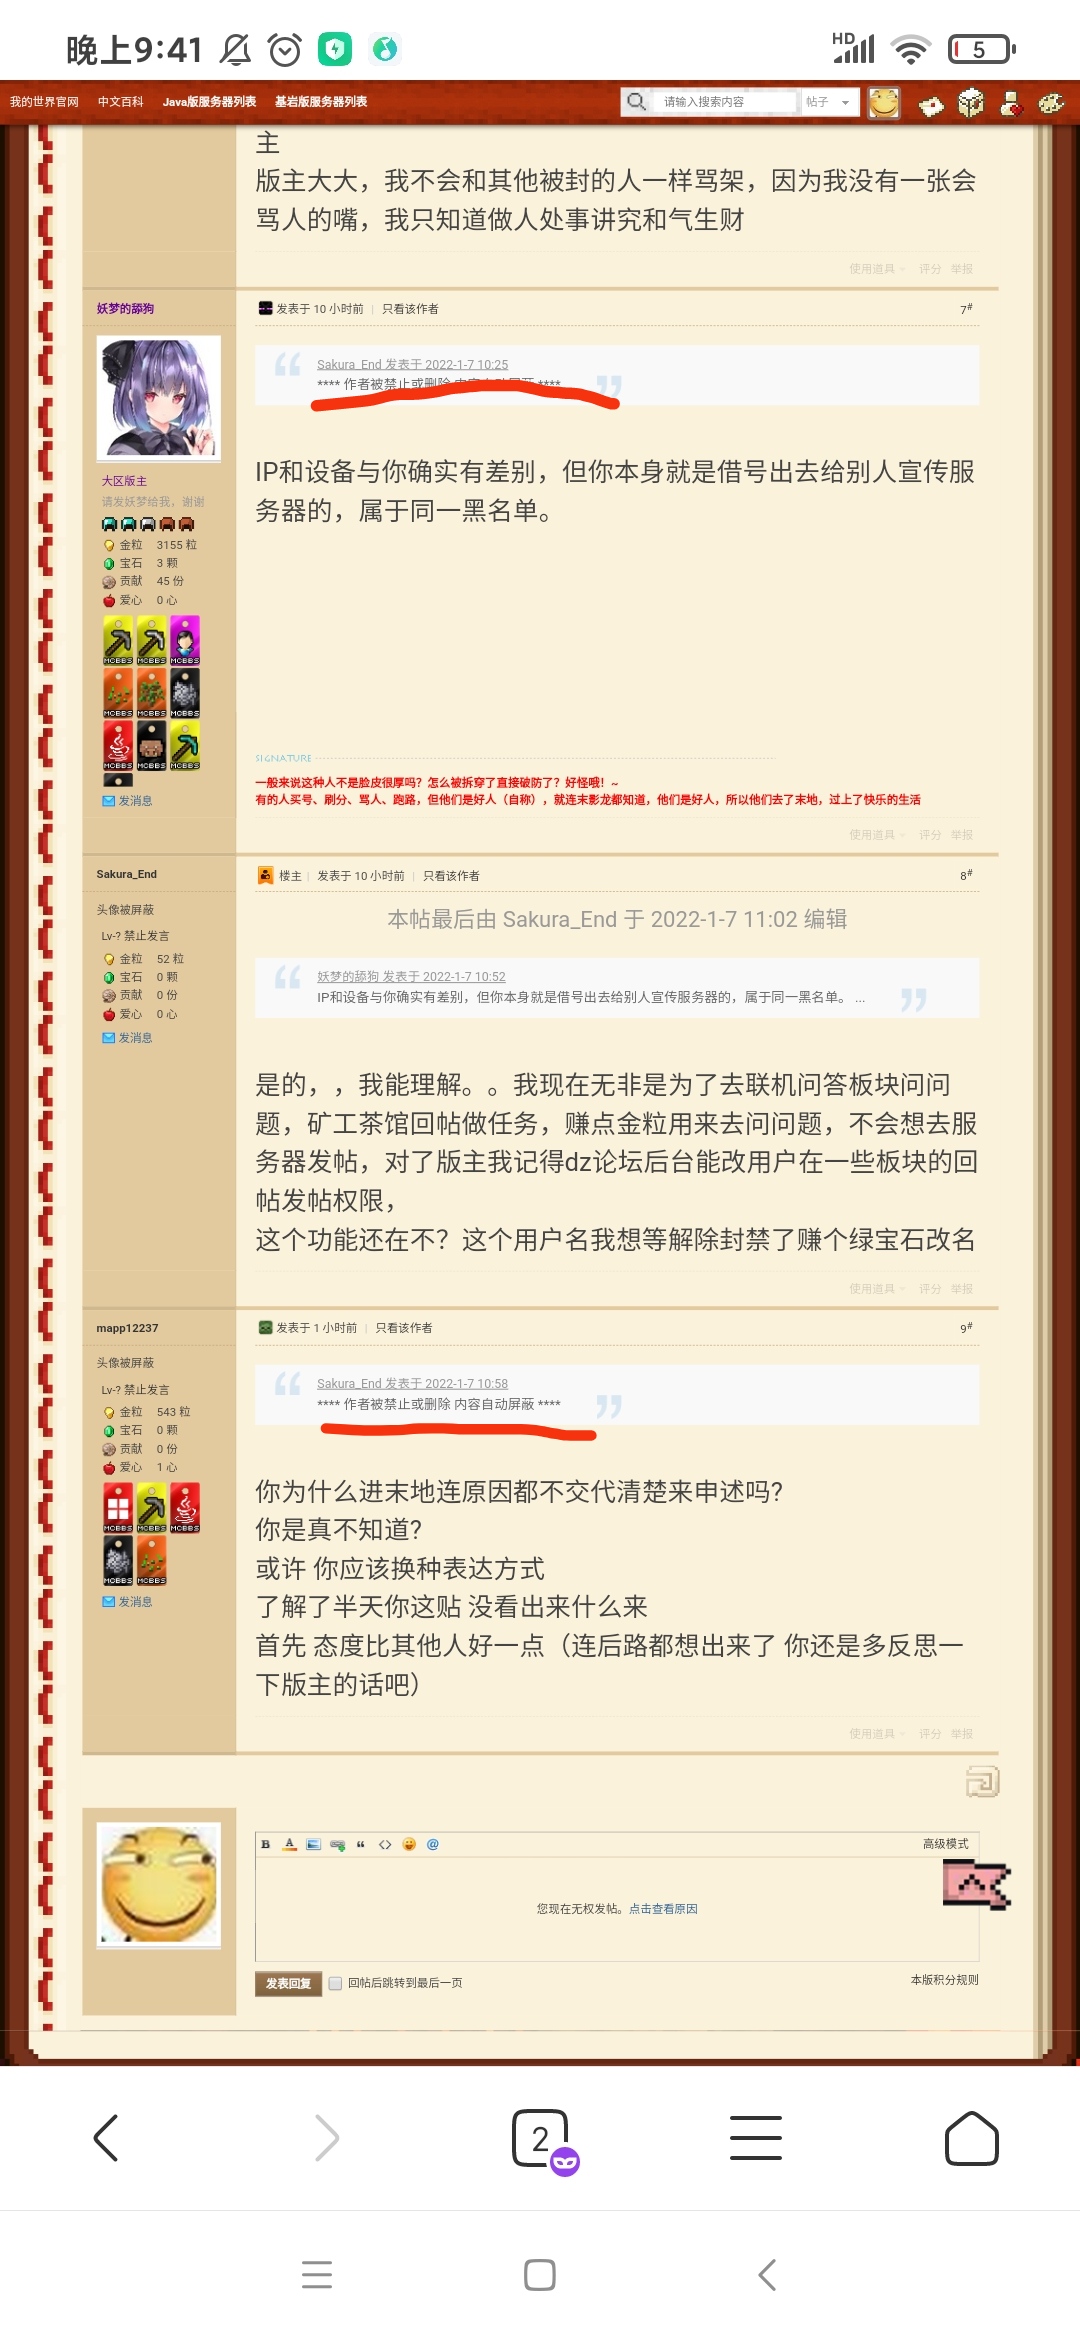 晚上9:41
HD
5
我的世界官网 中文百科 Java版服务器列表 基岩版服务器列表 请输入搜索内容 帖子
主
版主大大，我不会和其他被封的人一样骂架，因为我没有一张会
骂人的嘴，我只知道做人处事讲究和气生财
使用道具 评分 举报
妖梦的舔狗
发表于 10 小时前 | 只看该作者
7#
Sakura_End 发表于 2022-1-7 10:25
**** 作者被禁止或删除 内容自动屏蔽 ****
IP和设备与你确实有差别，但你本身就是借号出去给别人宣传服
务器的，属于同一黑名单。
大区版主
请发妖梦给我，谢谢
金粒 3155 粒
宝石 3 颗
贡献 45 份
爱心 0 心
MCBBS MCBBS MCBBS
MCBBS MCBBS MCBBS
MCBBS MCBBS MCBBS
发消息
SIGNATURE
一般来说这种人不是脸皮很厚吗？怎么被拆穿了直接破防了？好怪哦！~
有的人买号、刷分、骂人、跑路，但他们是好人（自称），就连末影龙都知道，他们是好人，所以他们去了末地，过上了快乐的生活
使用道具 评分 举报
Sakura_End
楼主 | 发表于 10 小时前 | 只看该作者
8#
头像被屏蔽
Lv-? 禁止发言
金粒 52 粒
宝石 0 颗
贡献 0 份
爱心 0 心
发消息
本帖最后由 Sakura_End 于 2022-1-7 11:02 编辑
妖梦的舔狗 发表于 2022-1-7 10:52
IP和设备与你确实有差别，但你本身就是借号出去给别人宣传服务器的，属于同一黑名单。 ...
是的，，我能理解。。我现在无非是为了去联机问答板块问问
题，矿工茶馆回帖做任务，赚点金粒用来去问问题，不会想去服
务器发帖，对了版主我记得dz论坛后台能改用户在一些板块的回
帖发帖权限，
这个功能还在不？这个用户名我想等解除封禁了赚个绿宝石改名
使用道具 评分 举报
mapp12237
发表于 1 小时前 | 只看该作者
9#
头像被屏蔽
Lv-? 禁止发言
金粒 543 粒
宝石 0 颗
贡献 0 份
爱心 1 心
MCBBS MCBBS MCBBS
MCBBS MCBBS
发消息
Sakura_End 发表于 2022-1-7 10:58
**** 作者被禁止或删除 内容自动屏蔽 ****
你为什么进末地连原因都不交代清楚来申述吗?
你是真不知道?
或许 你应该换种表达方式
了解了半天你这贴 没看出来什么来
首先 态度比其他人好一点（连后路都想出来了 你还是多反思一
下版主的话吧）
使用道具 评分 举报
B A “ <> @ 高级模式
您现在无权发帖。点击查看原因
发表回复 回帖后跳转到最后一页
本版积分规则
2